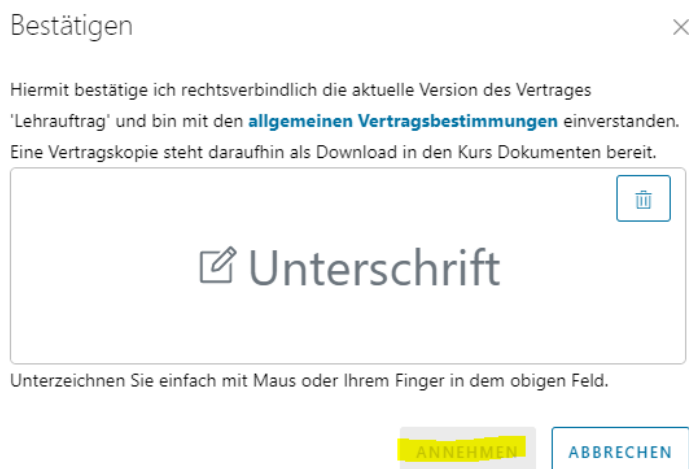 Bestätigen
Hiermit bestätige ich rechtsverbindlich die aktuelle Version des Vertrages
'Lehrauftrag' und bin mit den allgemeinen Vertragsbestimmungen einverstanden.
Eine Vertragskopie steht daraufhin als Download in den Kurs Dokumenten bereit.
Unterschrift
Unterzeichnen Sie einfach mit Maus oder Ihrem Finger in dem obigen Feld.
ANNEHMEN ABBRECHEN